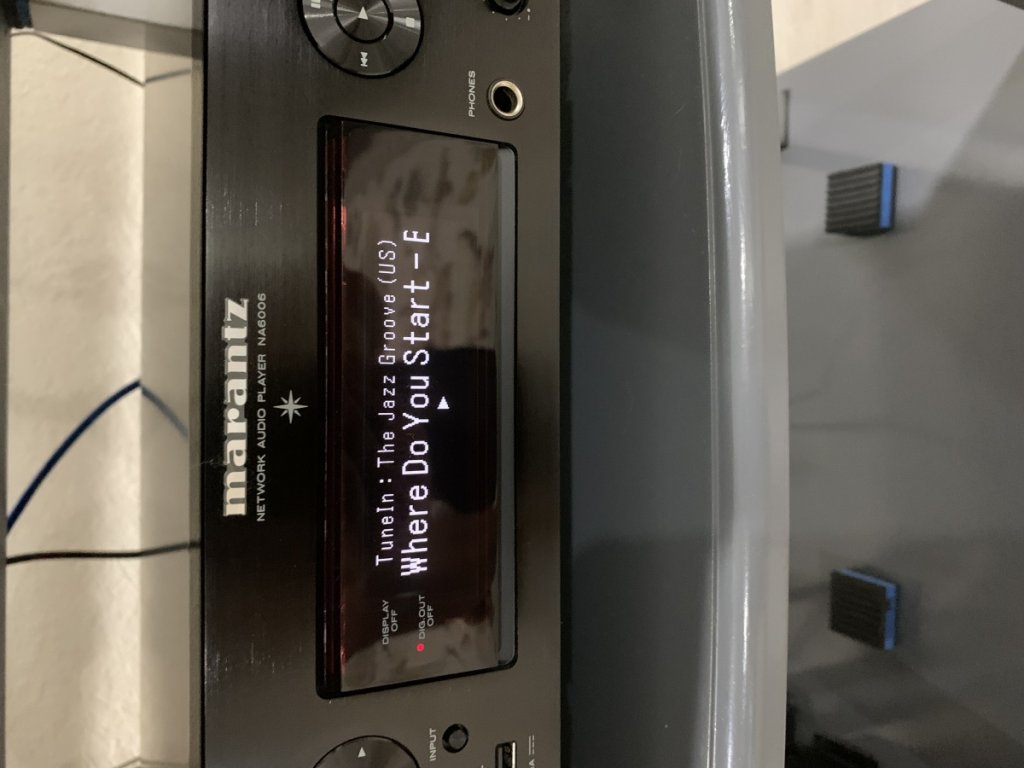 marantz
NETWORK AUDIO PLAYER NA6006
PHONES
TuneIn : The Jazz Groove (US)
Where Do You Start - E
DISPLAY
OFF
DIG.OUT
OFF
INPUT